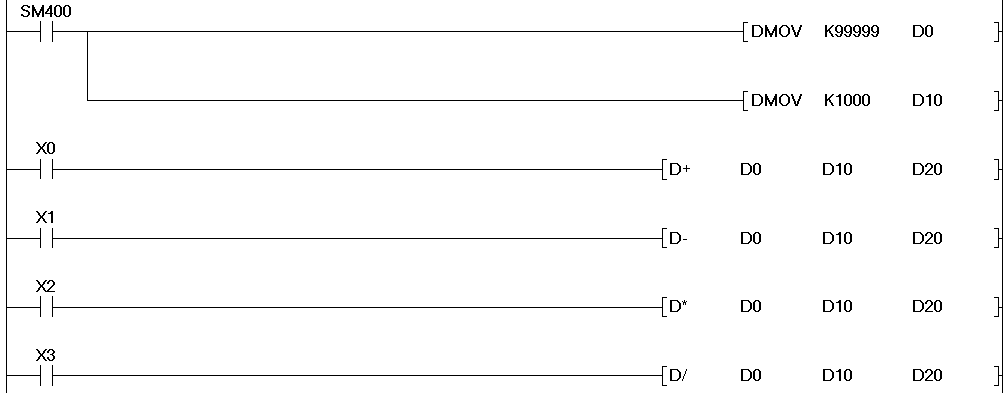 SM400
DMOV K99999 D0
DMOV K1000 D10
X0
D+ D0 D10 D20
X1
D- D0 D10 D20
X2
D* D0 D10 D20
X3
D/ D0 D10 D20